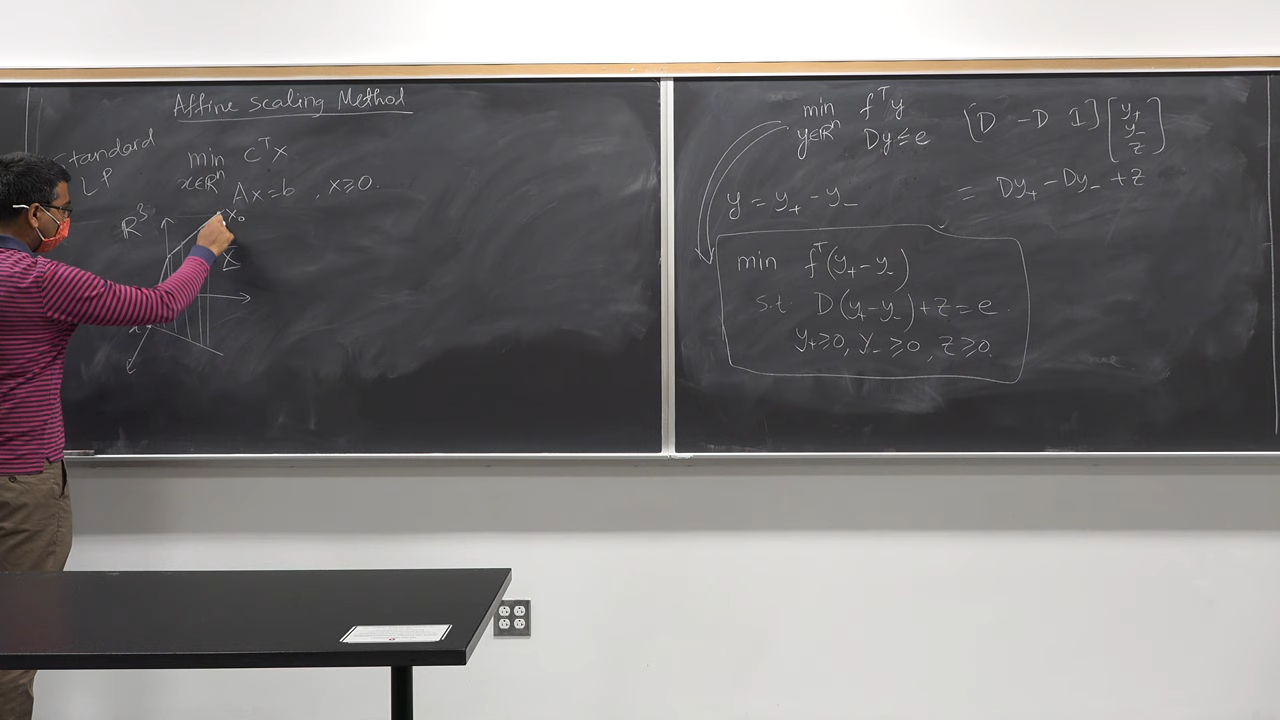 Affine Scaling Method
Standard
LP
min cᵀx
x∈Rⁿ
Ax=b , x≥0.
R³
x₀
min fᵀy
y∈Rⁿ Dy≤e
[D -D I] [y₊ y₋ z]
= Dy₊-Dy₋+z
y = y₊ - y₋
min fᵀ(y₊-y₋)
s.t. D(y₊-y₋)+z=e.
y₊≥0, y₋≥0, z≥0.